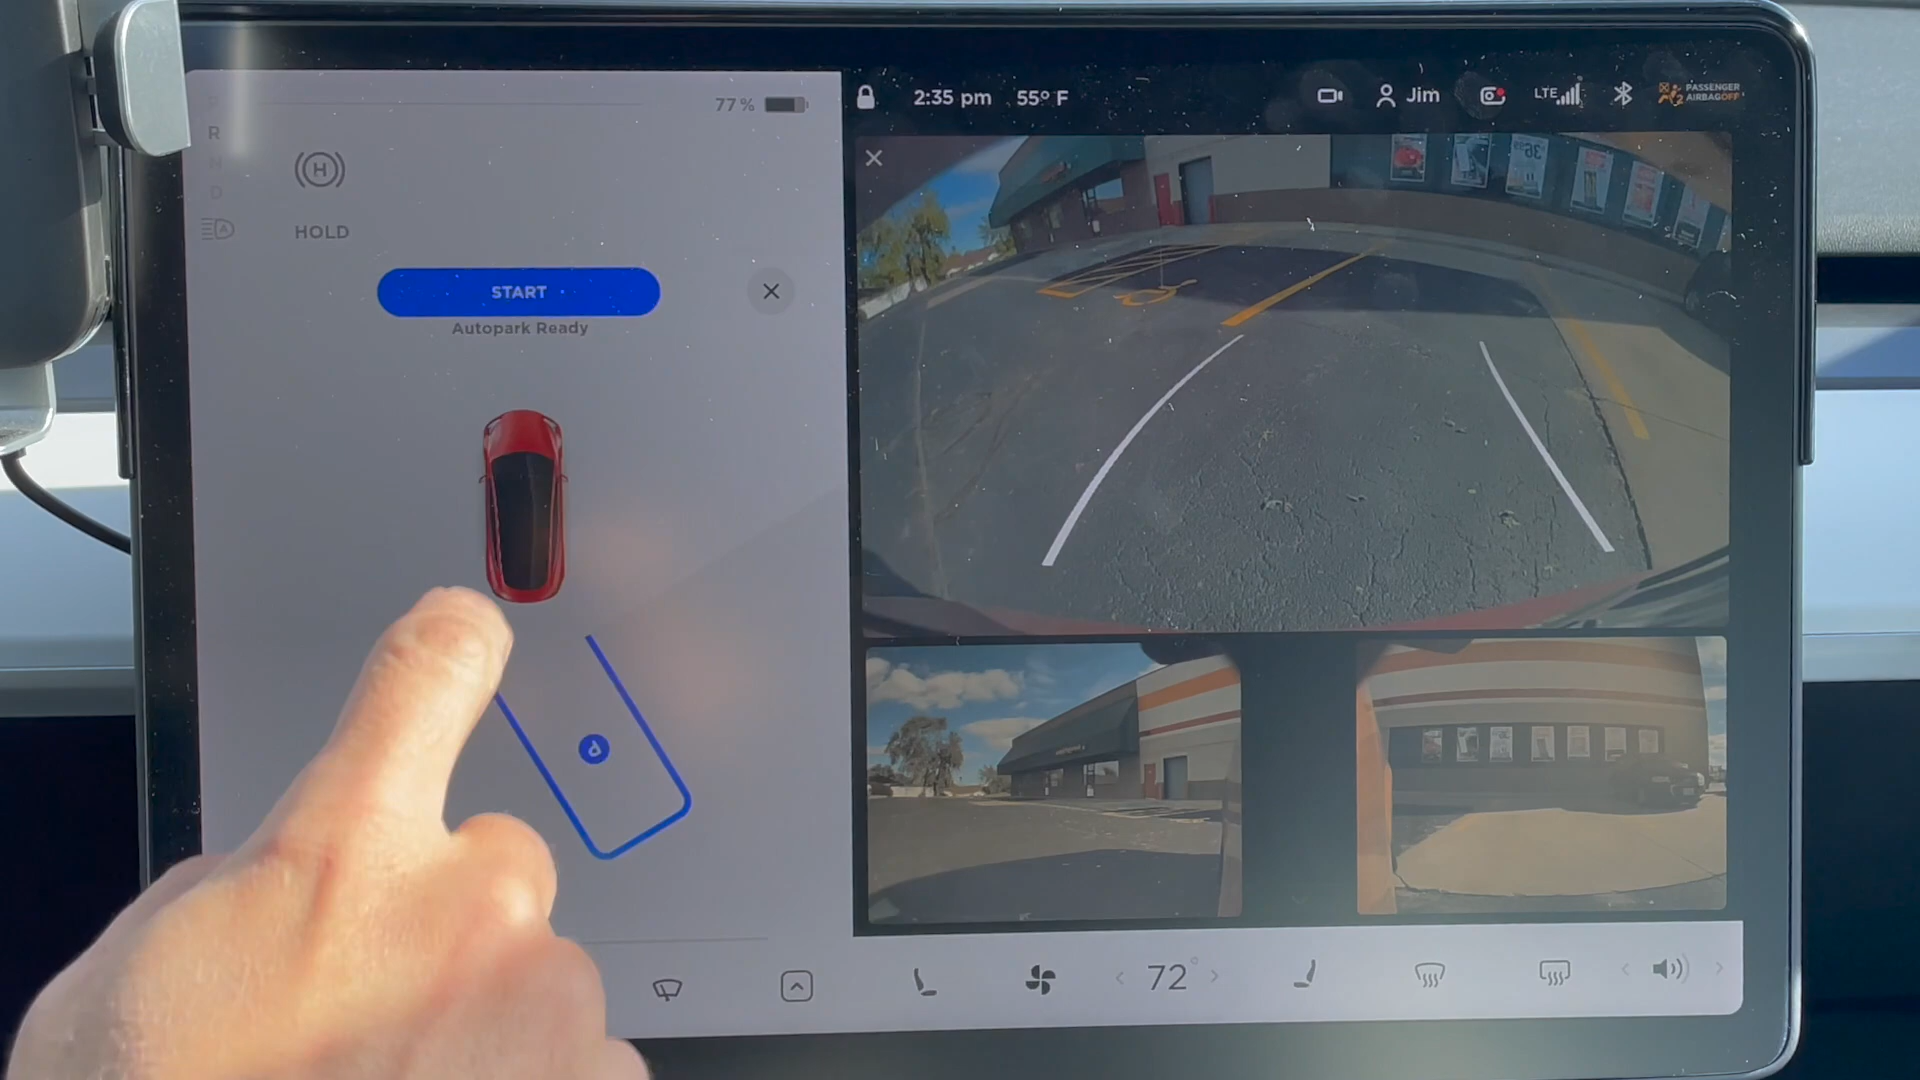 77%
P
R
N
D
H
HOLD
START
Autopark Ready
P
2:35 pm
55° F
Jim
LTE
PASSENGER
AIRBAG OFF
72°